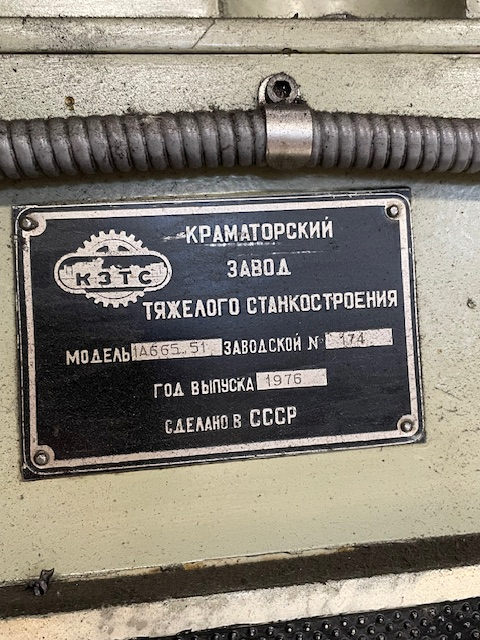 КРАМАТОРСКИЙ
ЗАВОД
КЗТС
ТЯЖЕЛОГО СТАНКОСТРОЕНИЯ
МОДЕЛЬ 1А665.51 ЗАВОДСКОЙ № 174
ГОД ВЫПУСКА 1976
СДЕЛАНО В СССР